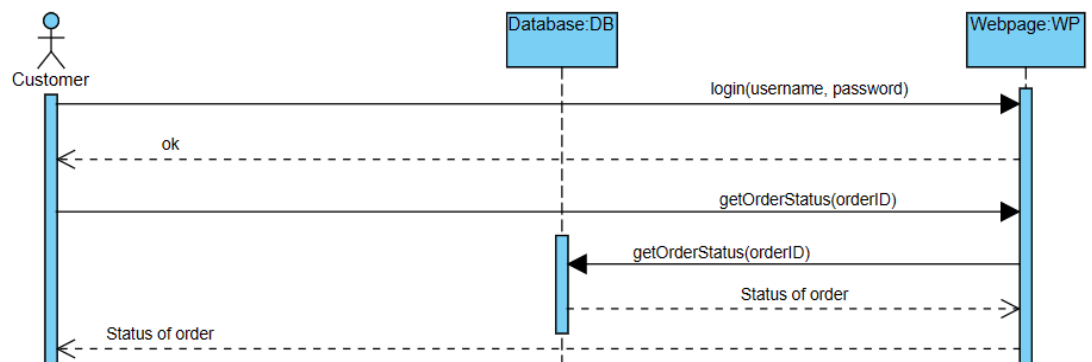 Database:DB
Webpage:WP
Customer
login(username, password)
ok
getOrderStatus(orderID)
getOrderStatus(orderID)
Status of order
Status of order